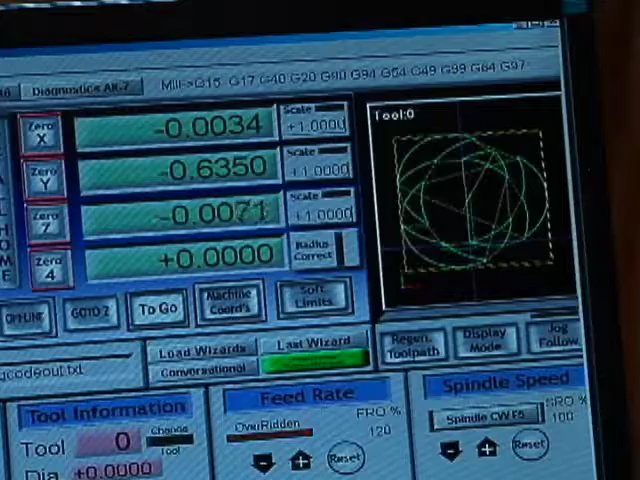 Diagnostics Alt-7 Mill->G15 G17 G40 G20 G90 G94 G54 G49 G99 G64 G97
Zero X -0.0034 Scale +1.0000
Zero Y -0.6350 Scale +1.0000
Zero Z -0.0071 Scale +1.0000
Zero 4 +0.0000 Radius Correct
Tool:0
OFFLINE GOTO Z To Go Machine Coord's Soft Limits
Load Wizards Last Wizard
Conversational
Regen. Toolpath Display Mode Jog Follow
gcodeout.txt
Tool Information
Tool 0 Change Tool
Dia +0.0000
Feed Rate
OverRidden FRO %
120
Reset
Spindle Speed
Spindle CW F5 SRO %
100
Reset